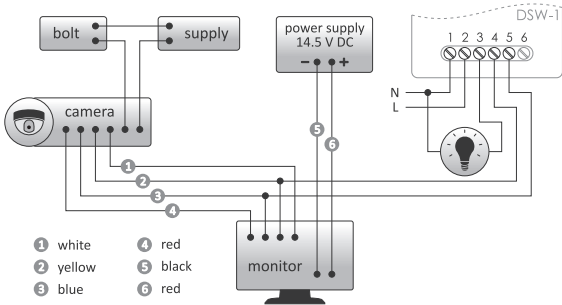 bolt
supply
power supply
14.5 V DC
− +
DSW-1
1 2 3 4 5 6
N
L
camera
5
6
1
2
3
4
1 white
2 yellow
3 blue
4 red
5 black
6 red
monitor